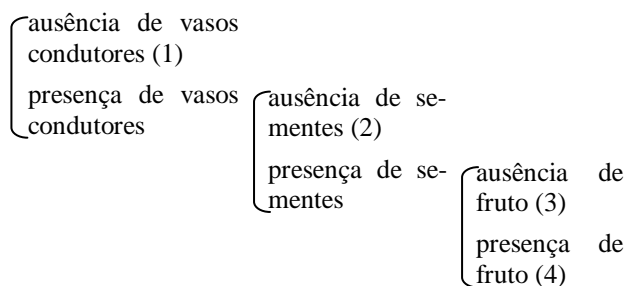 ausência de vasos
condutores (1)
presença de vasos
condutores
ausência de se-
mentes (2)
presença de se-
mentes
ausência de
fruto (3)
presença de
fruto (4)